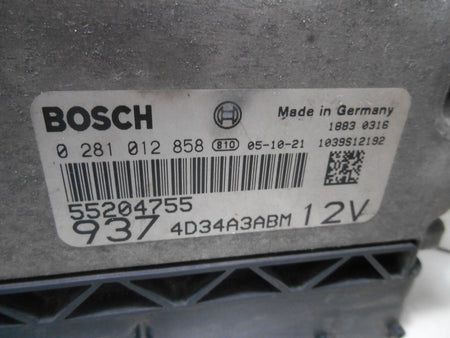 BOSCH
Made in Germany
1883 0316
0 281 012 858 810 05-10-21 1039S12192
55204755
937 4D34A3ABM 12V